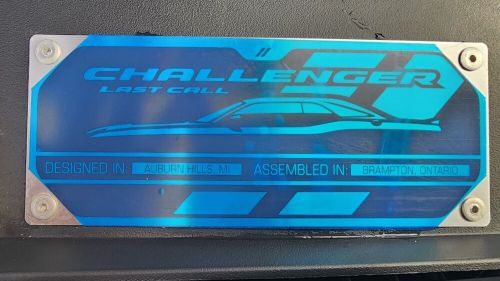 CHALLENGER
LAST CALL
DESIGNED IN: AUBURN HILLS, MI ASSEMBLED IN: BRAMPTON, ONTARIO